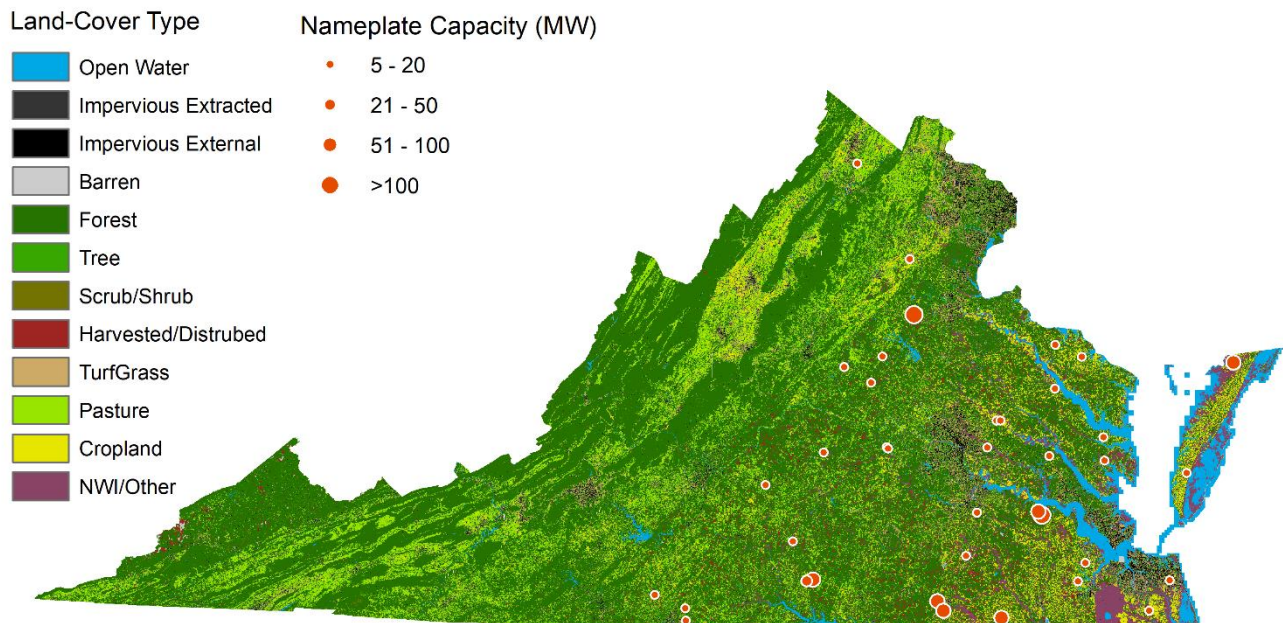 Land-Cover Type
Open Water
Impervious Extracted
Impervious External
Barren
Forest
Tree
Scrub/Shrub
Harvested/Distrubed
TurfGrass
Pasture
Cropland
NWI/Other
Nameplate Capacity (MW)
5 - 20
21 - 50
51 - 100
>100